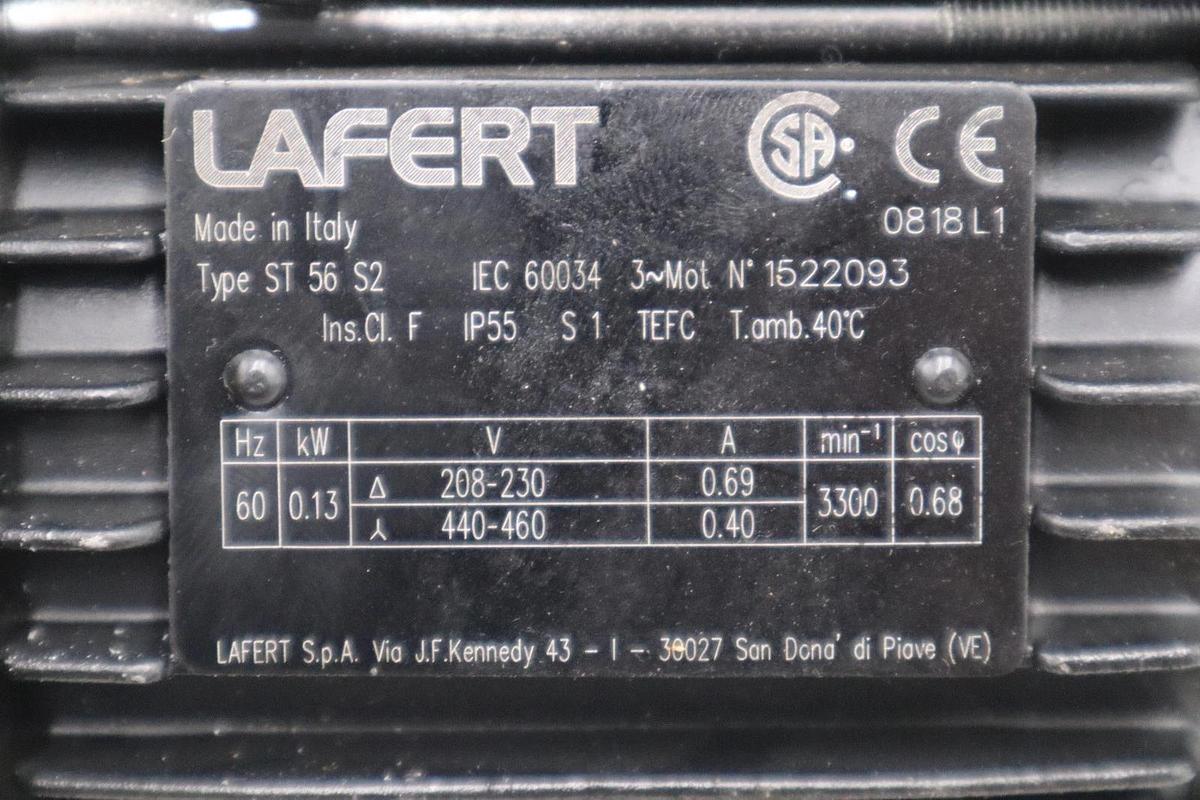 LAFERT CSA CE
0818 L1
Made in Italy
Type ST 56 S2 IEC 60034 3~Mot N° 1522093
Ins.Cl. F IP55 S 1 TEFC T.amb.40°C
Hz kW V A min⁻¹ cosφ
60 0.13 Δ 208-230 0.69 3300 0.68
⅄ 440-460 0.40
LAFERT S.p.A. Via J.F.Kennedy 43 - I - 30027 San Dona' di Piave (VE)